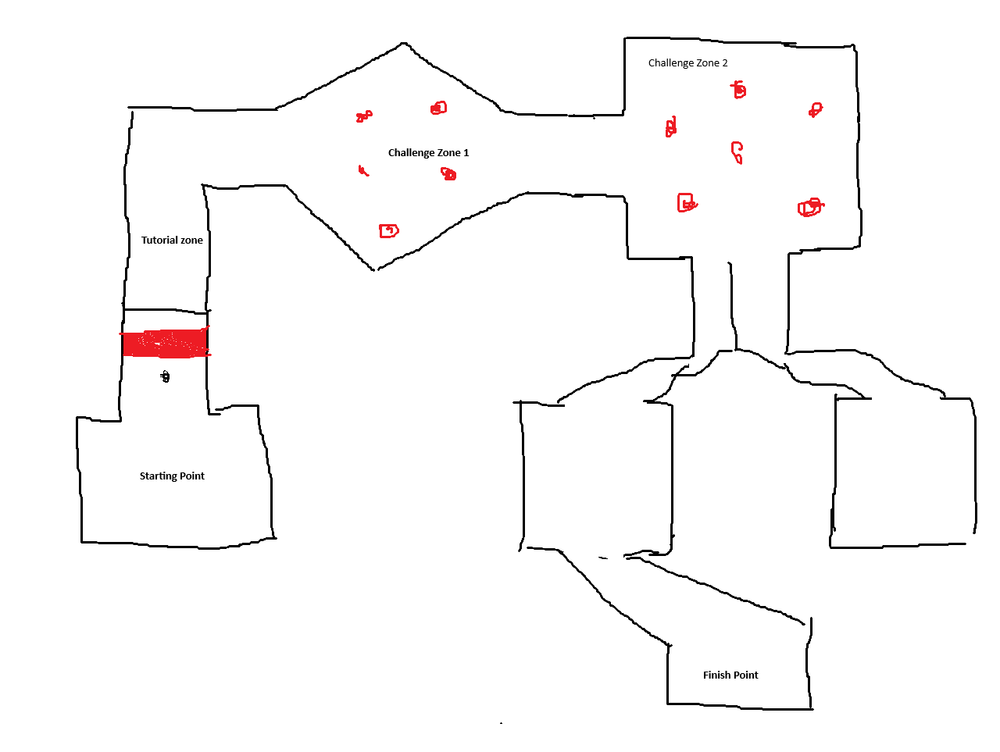 Challenge Zone 2
Challenge Zone 1
Tutorial zone
Starting Point
Finish Point